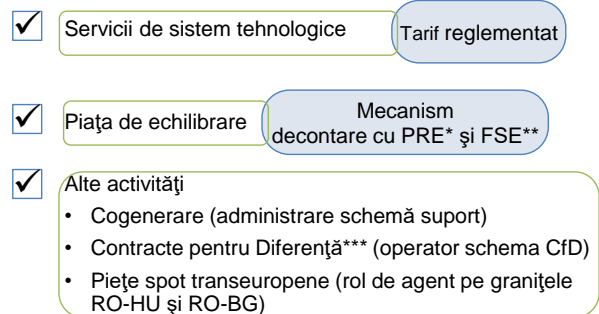 Servicii de sistem tehnologice
Tarif reglementat
Piaţa de echilibrare
Mecanism
decontare cu PRE* şi FSE**
Alte activităţi
• Cogenerare (administrare schemă suport)
• Contracte pentru Diferenţă*** (operator schema CfD)
• Pieţe spot transeuropene (rol de agent pe graniţele
RO-HU şi RO-BG)